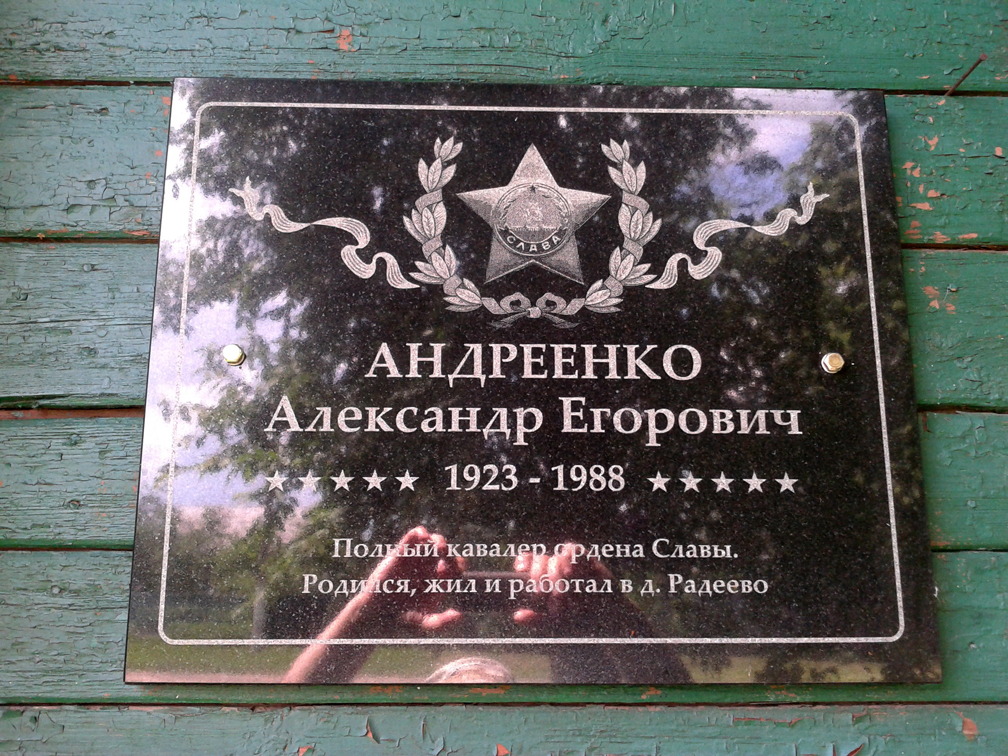 СЛАВА
АНДРЕЕНКО
Александр Егорович
1923 - 1988
Полный кавалер ордена Славы.
Родился, жил и работал в д. Радеево